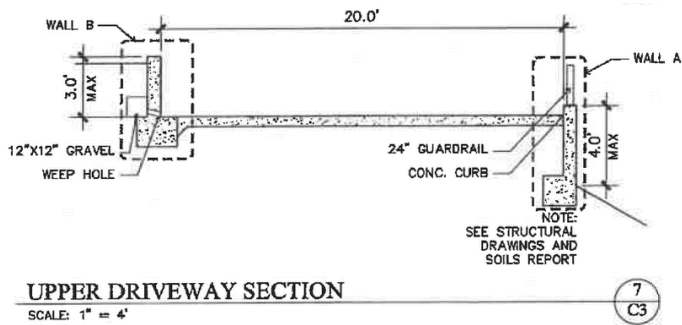 20.0'
WALL B
WALL A
3.0'
MAX
12"X12" GRAVEL
WEEP HOLE
24" GUARDRAIL
CONC. CURB
4.0'
MAX
NOTE:
SEE STRUCTURAL
DRAWINGS AND
SOILS REPORT
UPPER DRIVEWAY SECTION
SCALE: 1" = 4'
7
C3